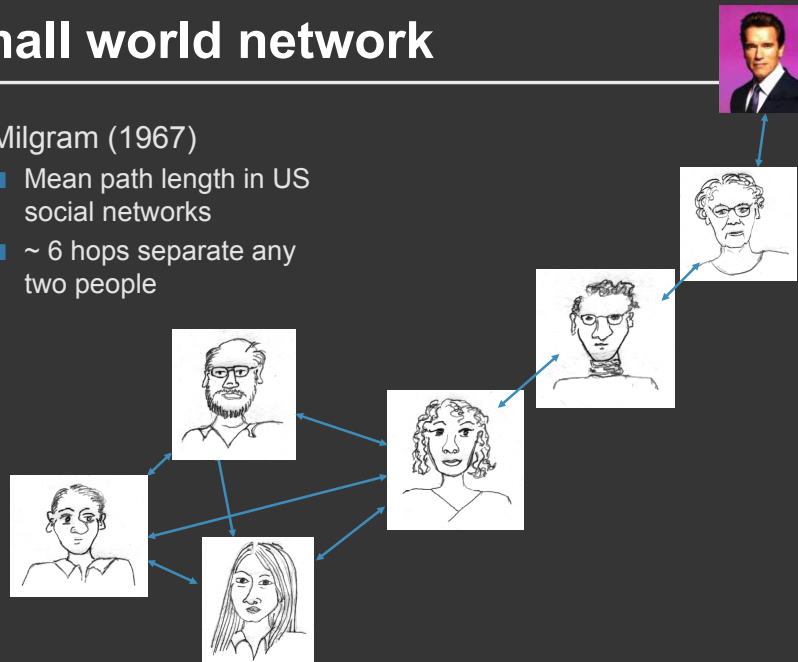 nall world network
Milgram (1967)
Mean path length in US
social networks
~ 6 hops separate any
two people